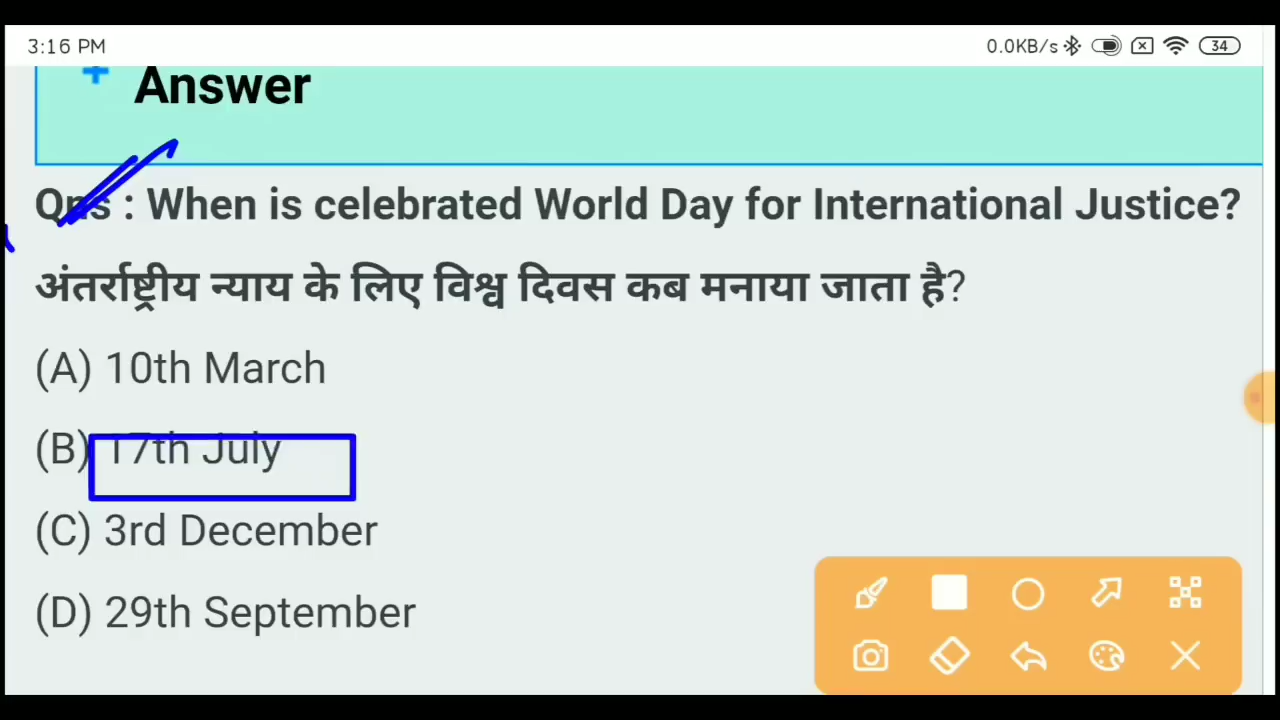 3:16 PM 0.0KB/s 34
Answer
Qns : When is celebrated World Day for International Justice?
अंतर्राष्ट्रीय न्याय के लिए विश्व दिवस कब मनाया जाता है?
(A) 10th March
(B) 17th July
(C) 3rd December
(D) 29th September